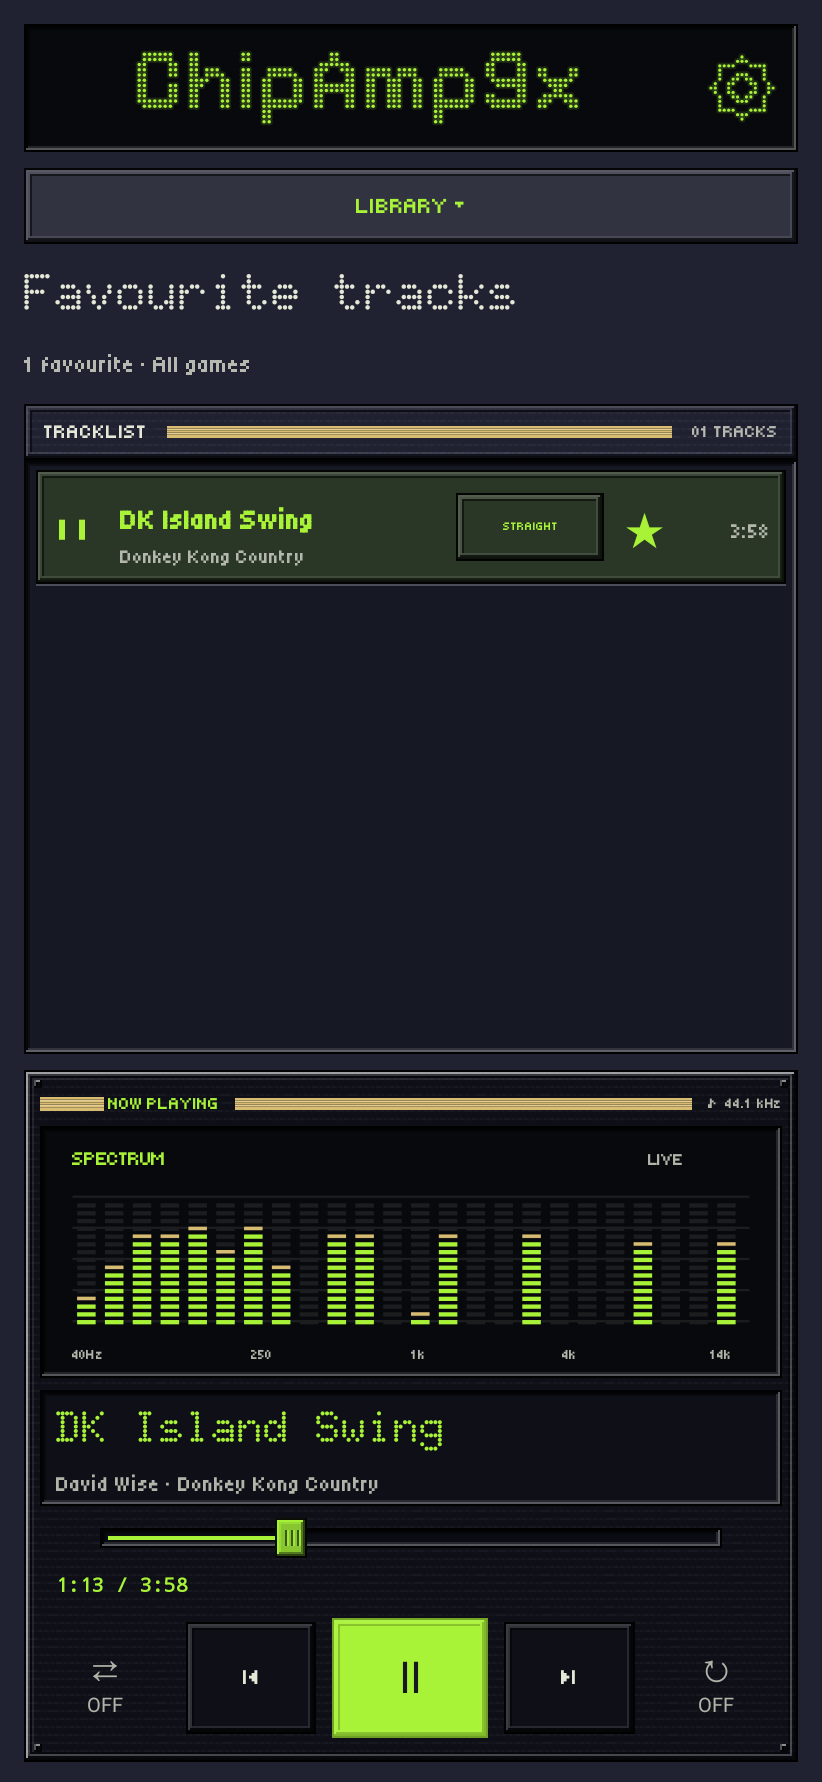 ChipAmp9x
LIBRARY
Favourite tracks
1 favourite · All games
TRACKLIST 01 TRACKS
DK Island Swing STRAIGHT ★ 3:58
Donkey Kong Country
NOW PLAYING ♪ 44.1 kHz
SPECTRUM LIVE
40Hz 250 1k 4k 14k
DK Island Swing
David Wise · Donkey Kong Country
1:13 / 3:58
OFF OFF